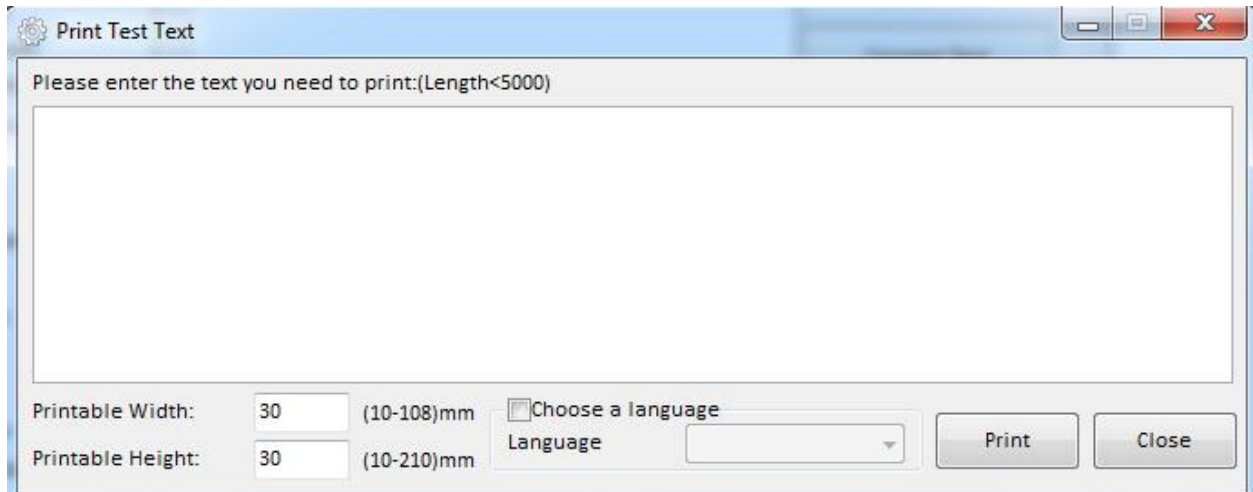 Print Test Text
Please enter the text you need to print:(Length<5000)
Printable Width: 30 (10-108)mm
Choose a language
Printable Height: 30 (10-210)mm
Language
Print Close